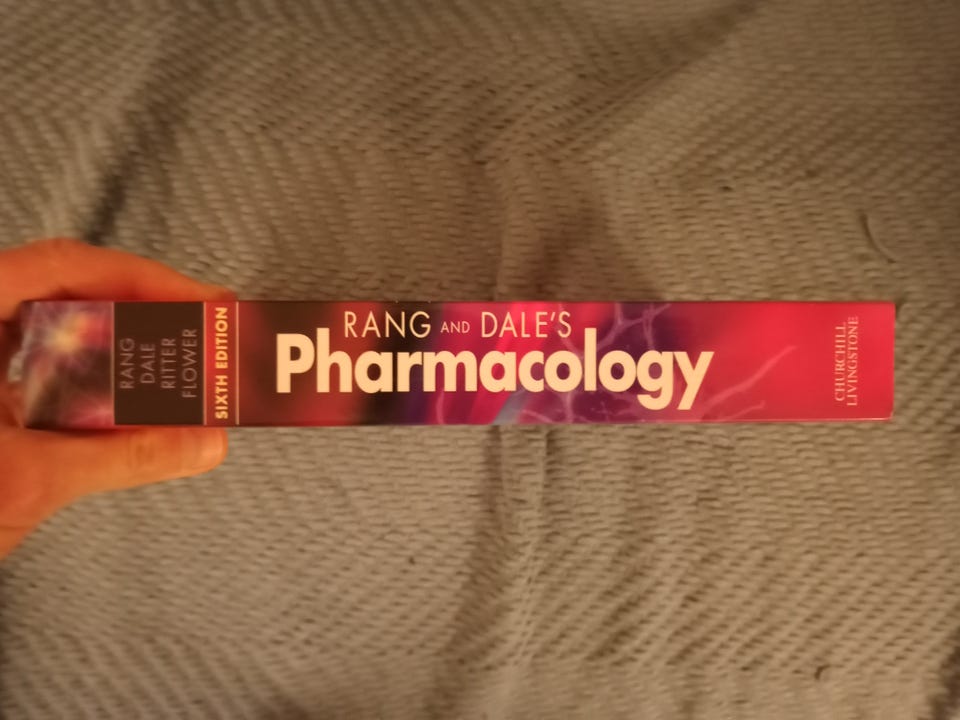 RANG
DALE
RITTER
FLOWER
SIXTH EDITION
RANG AND DALE'S
Pharmacology
CHURCHILL
LIVINGSTONE